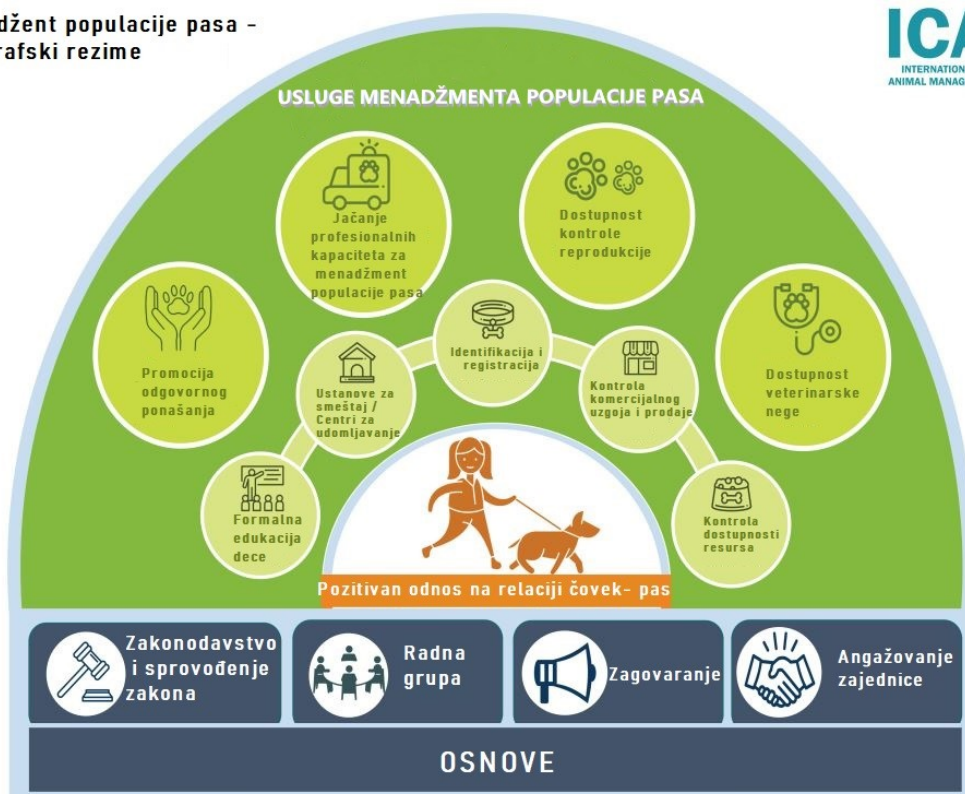 džent populacije pasa -
rafski rezime
ICA
INTERNATION
ANIMAL MANAG
USLUGE MENADŽMENTA POPULACIJE PASA
Jačanje
profesionalnih
kapaciteta za
menadžment
populacije pasa
Dostupnost
kontrole
reprodukcije
Promocija
odgovornog
ponašanja
Ustanove za
smeštaj /
Centri za
udomljavanje
Identifikacija i
registracija
Kontrola
komercijalnog
uzgoja i prodaje
Dostupnost
veterinarske
nege
Formalna
edukacija
dece
Kontrola
dostupnosti
resursa
Pozitivan odnos na relaciji čovek- pas
Zakonodavstvo
i sprovođenje
zakona
Radna
grupa
Zagovaranje
Angažovanje
zajednice
OSNOVE